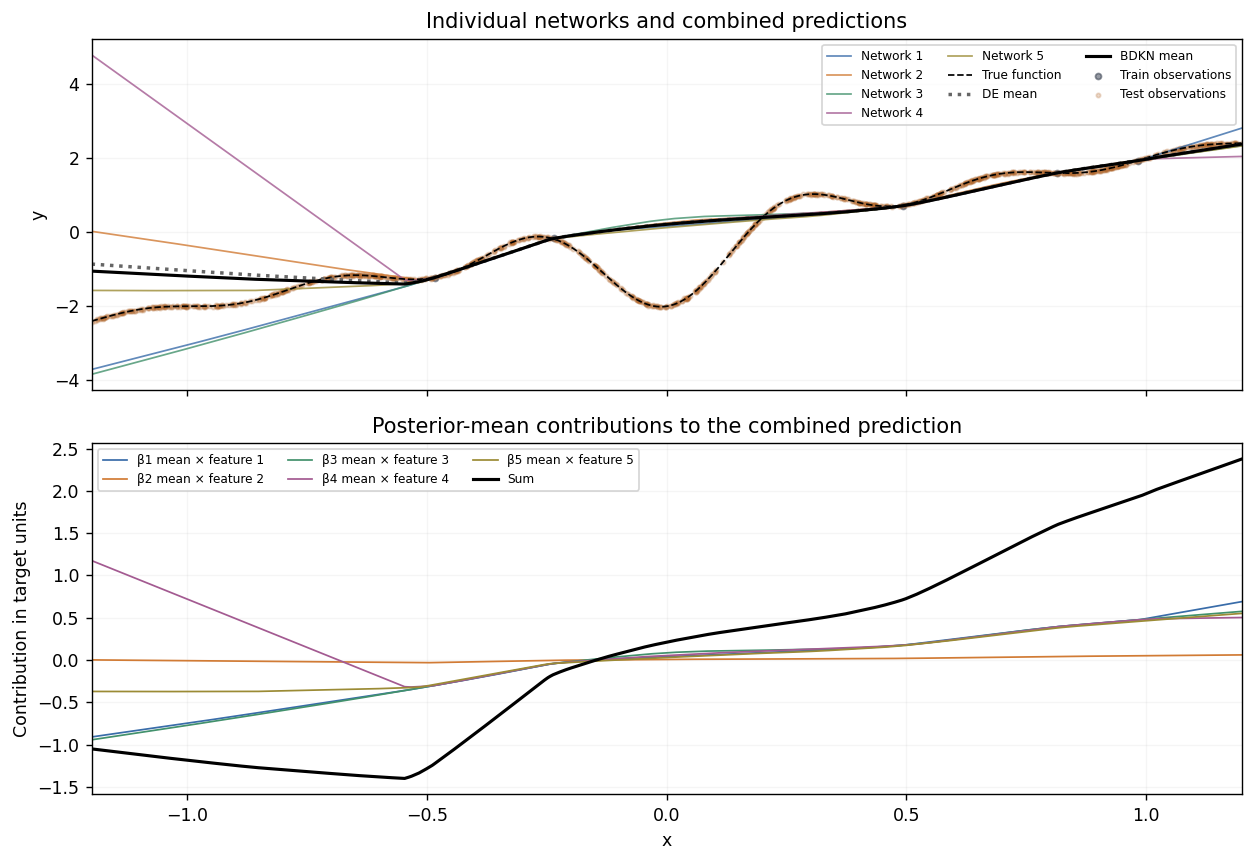 Individual networks and combined predictions
Network 1
Network 2
Network 3
Network 4
Network 5
True function
DE mean
BDKN mean
Train observations
Test observations
y
4
2
0
−2
−4
Posterior-mean contributions to the combined prediction
β1 mean × feature 1
β2 mean × feature 2
β3 mean × feature 3
β4 mean × feature 4
β5 mean × feature 5
Sum
Contribution in target units
2.5
2.0
1.5
1.0
0.5
0.0
−0.5
−1.0
−1.5
−1.0
−0.5
0.0
0.5
1.0
x